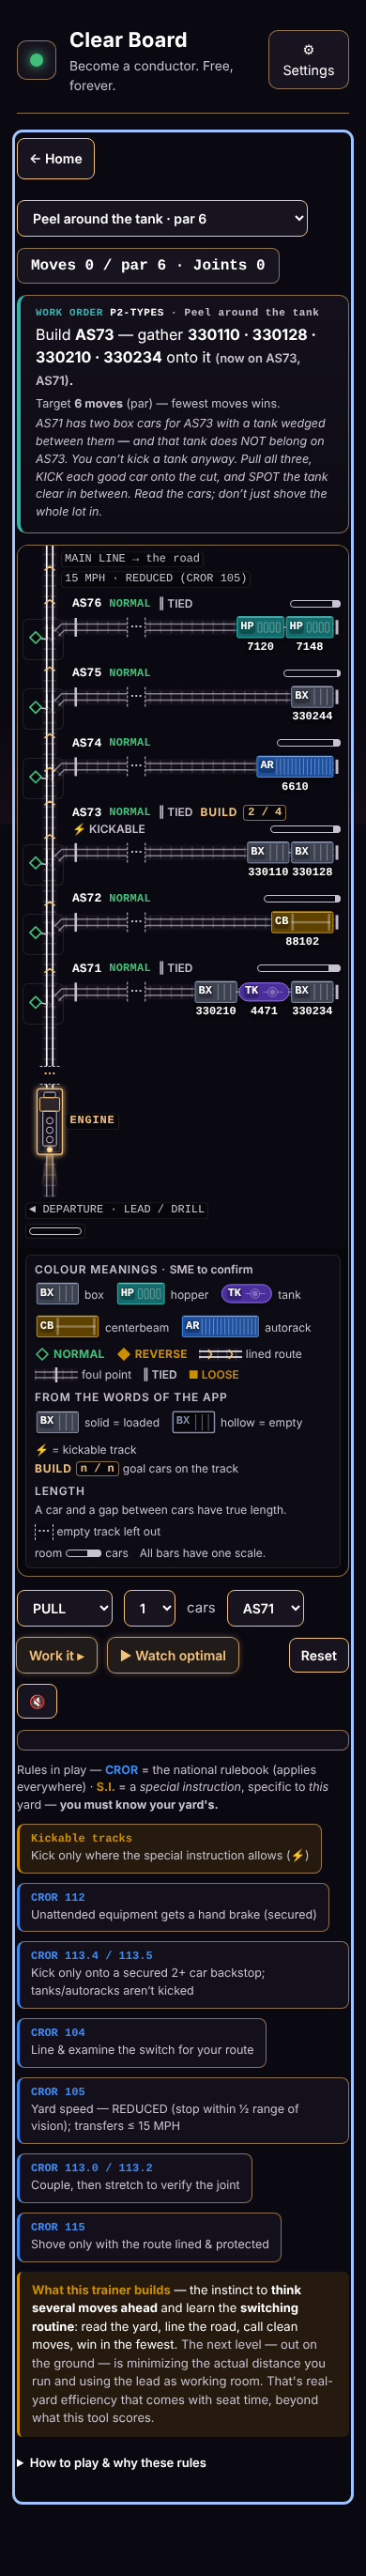 Clear Board
Become a conductor. Free,
forever.
⚙
Settings
← Home
Peel around the tank · par 6
Moves 0 / par 6 · Joints 0
WORK ORDER P2-TYPES · Peel around the tank
Build AS73 — gather 330110 · 330128 ·
330210 · 330234 onto it (now on AS73,
AS71).
Target 6 moves (par) — fewest moves wins.
AS71 has two box cars for AS73 with a tank wedged
between them — and that tank does NOT belong on
AS73. You can't kick a tank anyway. Pull all three,
KICK each good car onto the cut, and SPOT the tank
clear in between. Read the cars; don't just shove the
whole lot in.
MAIN LINE → the road
15 MPH · REDUCED (CROR 105)
AS76 NORMAL ‖ TIED
HP HP
7120 7148
AS75 NORMAL
BX
330244
AS74 NORMAL
AR
6610
AS73 NORMAL ‖ TIED BUILD 2 / 4
⚡ KICKABLE
BX BX
330110 330128
AS72 NORMAL
CB
88102
AS71 NORMAL ‖ TIED
BX TK BX
330210 4471 330234
ENGINE
◄ DEPARTURE · LEAD / DRILL
COLOUR MEANINGS · SME to confirm
BX box HP hopper TK tank
CB centerbeam AR autorack
NORMAL REVERSE lined route
foul point ‖ TIED LOOSE
FROM THE WORDS OF THE APP
BX solid = loaded BX hollow = empty
⚡ = kickable track
BUILD n / n goal cars on the track
LENGTH
A car and a gap between cars have true length.
··· empty track left out
room cars All bars have one scale.
PULL 1 cars AS71
Work it ▸ ▶ Watch optimal Reset
🔇
Rules in play — CROR = the national rulebook (applies
everywhere) · S.I. = a special instruction, specific to this
yard — you must know your yard's.
Kickable tracks
Kick only where the special instruction allows (⚡)
CROR 112
Unattended equipment gets a hand brake (secured)
CROR 113.4 / 113.5
Kick only onto a secured 2+ car backstop;
tanks/autoracks aren't kicked
CROR 104
Line & examine the switch for your route
CROR 105
Yard speed — REDUCED (stop within ½ range of
vision); transfers ≤ 15 MPH
CROR 113.0 / 113.2
Couple, then stretch to verify the joint
CROR 115
Shove only with the route lined & protected
What this trainer builds — the instinct to think
several moves ahead and learn the switching
routine: read the yard, line the road, call clean
moves, win in the fewest. The next level — out on
the ground — is minimizing the actual distance you
run and using the lead as working room. That's real-
yard efficiency that comes with seat time, beyond
what this tool scores.
▶ How to play & why these rules